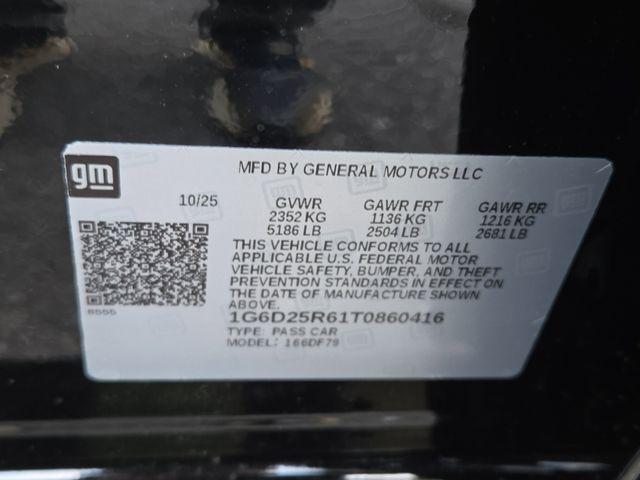 gm
MFD BY GENERAL MOTORS LLC
10/25 GVWR GAWR FRT GAWR RR
2352 KG 1136 KG 1216 KG
5186 LB 2504 LB 2681 LB
THIS VEHICLE CONFORMS TO ALL
APPLICABLE U.S. FEDERAL MOTOR
VEHICLE SAFETY, BUMPER, AND THEFT
PREVENTION STANDARDS IN EFFECT ON
THE DATE OF MANUFACTURE SHOWN
ABOVE.
1G6D25R61T0860416
TYPE: PASS CAR
MODEL: 166DF79